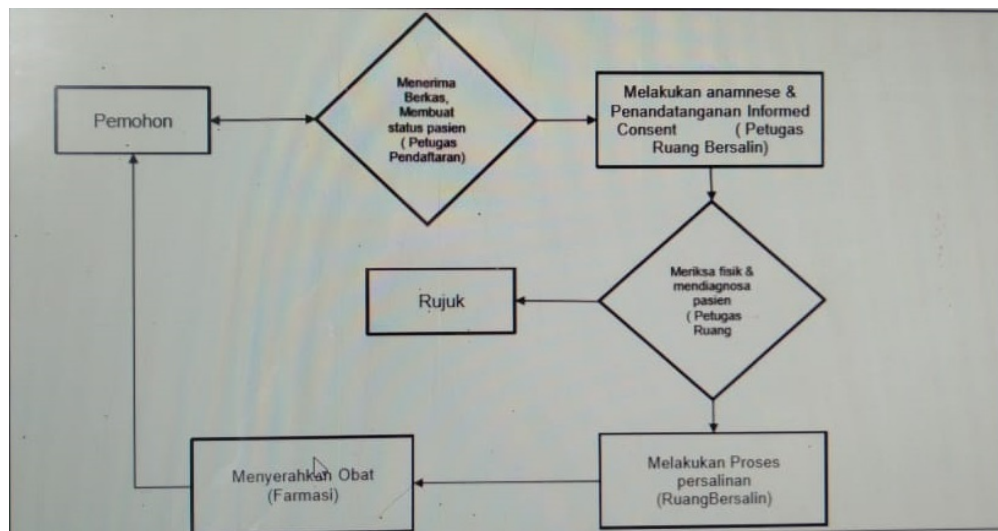 Pemohon
Menerima
Berkas,
Membuat
status pasien
( Petugas
Pendaftaran)
Melakukan anamnese &
Penandatanganan Informed
Consent ( Petugas
Ruang Bersalin)
Rujuk
Meriksa fisik &
mendiagnosa
pasien
( Petugas
Ruang
Menyerahkan Obat
(Farmasi)
Melakukan Proses
persalinan
(RuangBersalin)